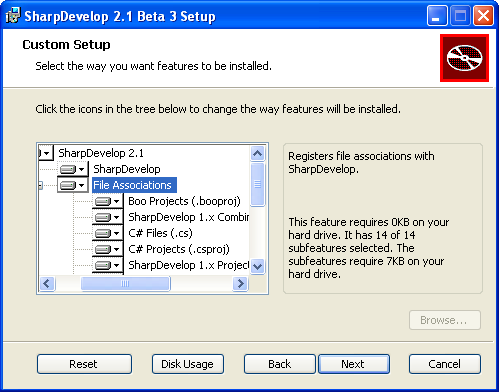 SharpDevelop 2.1 Beta 3 Setup
Custom Setup
Select the way you want features to be installed.
Click the icons in the tree below to change the way features will be installed.
SharpDevelop 2.1
SharpDevelop
File Associations
Boo Projects (.booproj)
SharpDevelop 1.x Combin
C# Files (.cs)
C# Projects (.csproj)
SharpDevelop 1.x Project
Registers file associations with
SharpDevelop.
This feature requires 0KB on your
hard drive. It has 14 of 14
subfeatures selected. The
subfeatures require 7KB on your
hard drive.
Browse...
Reset
Disk Usage
Back
Next
Cancel